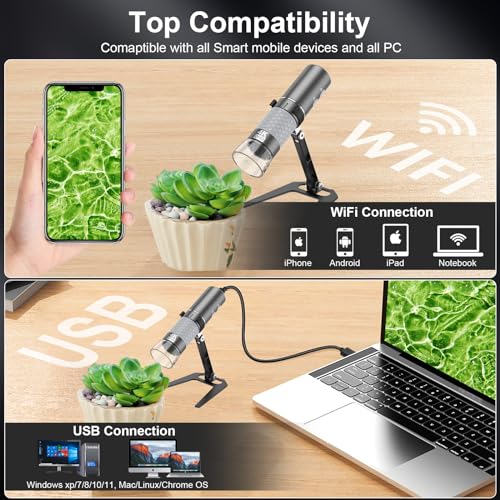 Top Compatibility
Comaptible with all Smart mobile devices and all PC
WIFI
WiFi Connection
iPhone
Android
iPad
Notebook
USB
USB Connection
Windows xp/7/8/10/11, Mac/Linux/Chrome OS